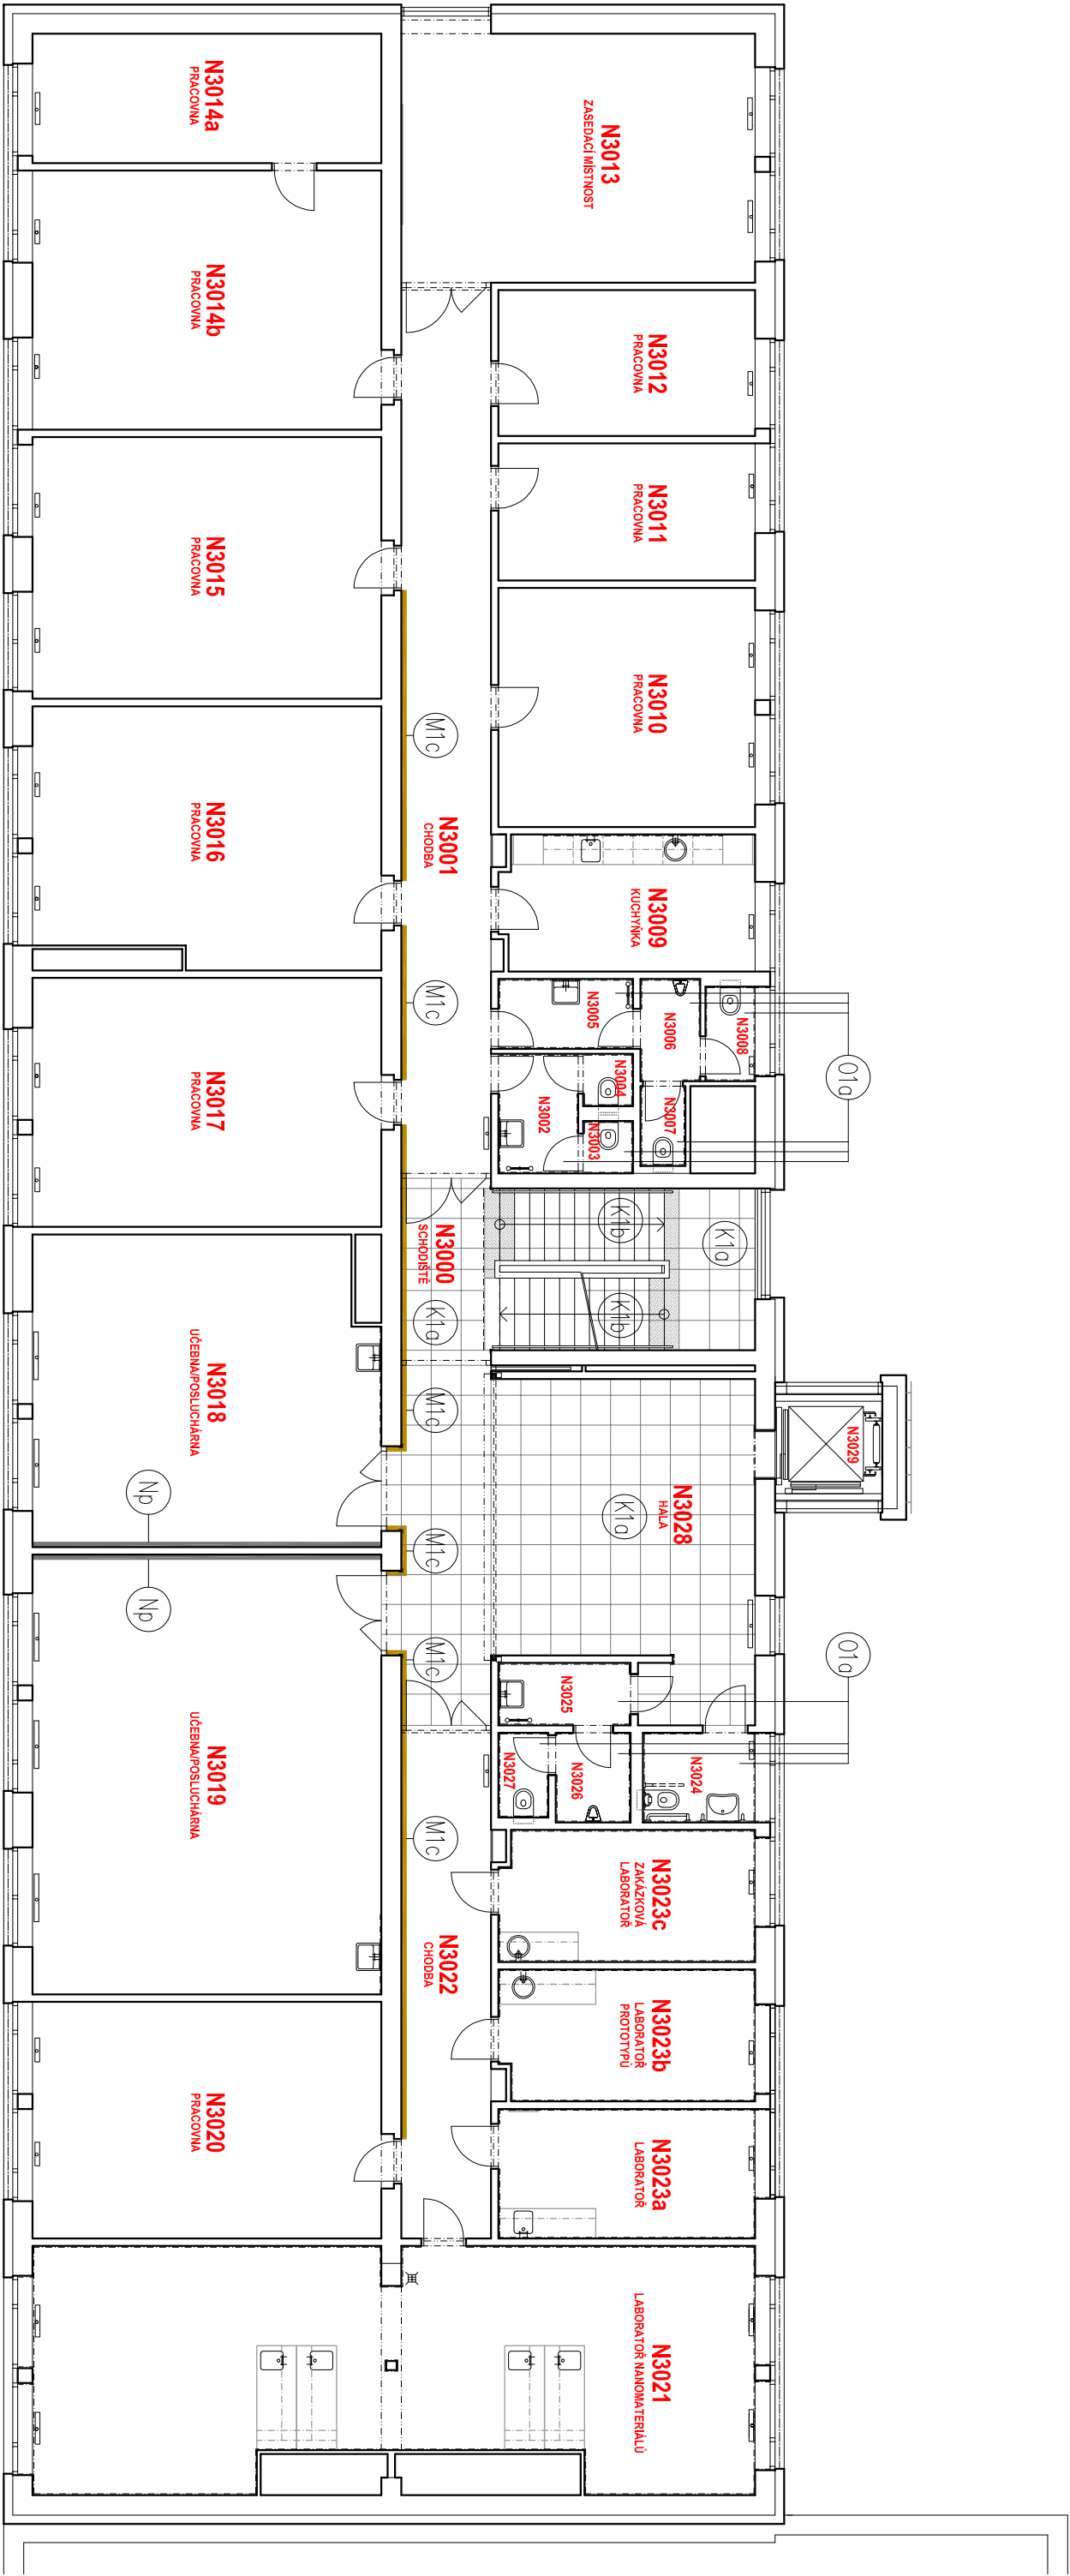 N3014a
PRACOVNA
N3013
ZASEDACÍ MÍSTNOST
N3014b
PRACOVNA
N3012
PRACOVNA
N3011
PRACOVNA
N3015
PRACOVNA
N3010
PRACOVNA
M1c
N3016
PRACOVNA
N3001
CHODBA
N3009
KUCHYŇKA
M1c
N3005
N3006
N3008
O1a
N3004
N3002
N3003
N3007
N3017
PRACOVNA
N3000
SCHODIŠTĚ
K1b
K1a
K1a
K1b
N3018
UČEBNA/POSLUCHÁRNA
M1c
N3029
Np
M1c
N3028
HALA
K1a
Np
M1c
O1a
N3025
N3027
N3026
N3024
N3019
UČEBNA/POSLUCHÁRNA
M1c
N3023c
ZAKÁZKOVÁ
LABORATOŘ
N3022
CHODBA
N3023b
LABORATOŘ
PROTOTYPŮ
N3020
PRACOVNA
N3023a
LABORATOŘ
N3021
LABORATOŘ NANOMATERIÁLŮ